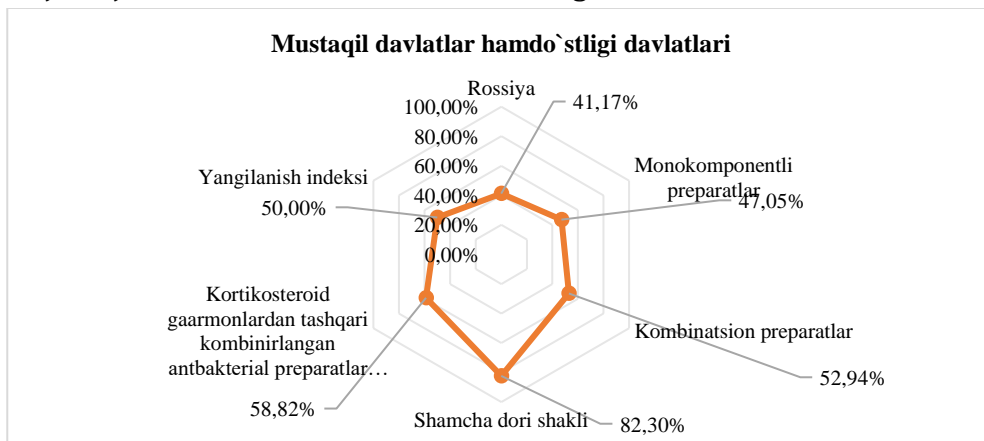 Mustaqil davlatlar hamdo`stligi davlatlari
Rossiya
41,17%
100,00%
80,00%
60,00%
40,00%
20,00%
0,00%
Monokomponentli
preparatlar
47,05%
Kombinatsion preparatlar
52,94%
Shamcha dori shakli
82,30%
Kortikosteroid
gaarmonlardan tashqari
kombinirlangan
antbakterial preparatlar…
58,82%
Yangilanish indeksi
50,00%